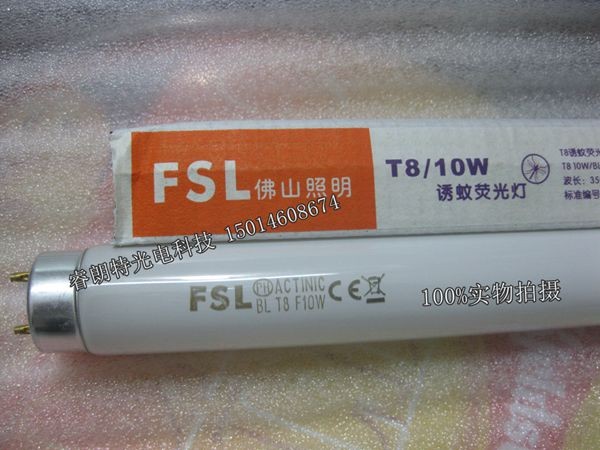 FSL 佛山照明
T8/10W
诱蚊荧光灯
T8诱蚊荧光
T8 10W/BL
波长: 35
标准编号
睿朗特光电科技 15014608674
FSL ACTINIC
BL T8 F10W CE
100%实物拍摄